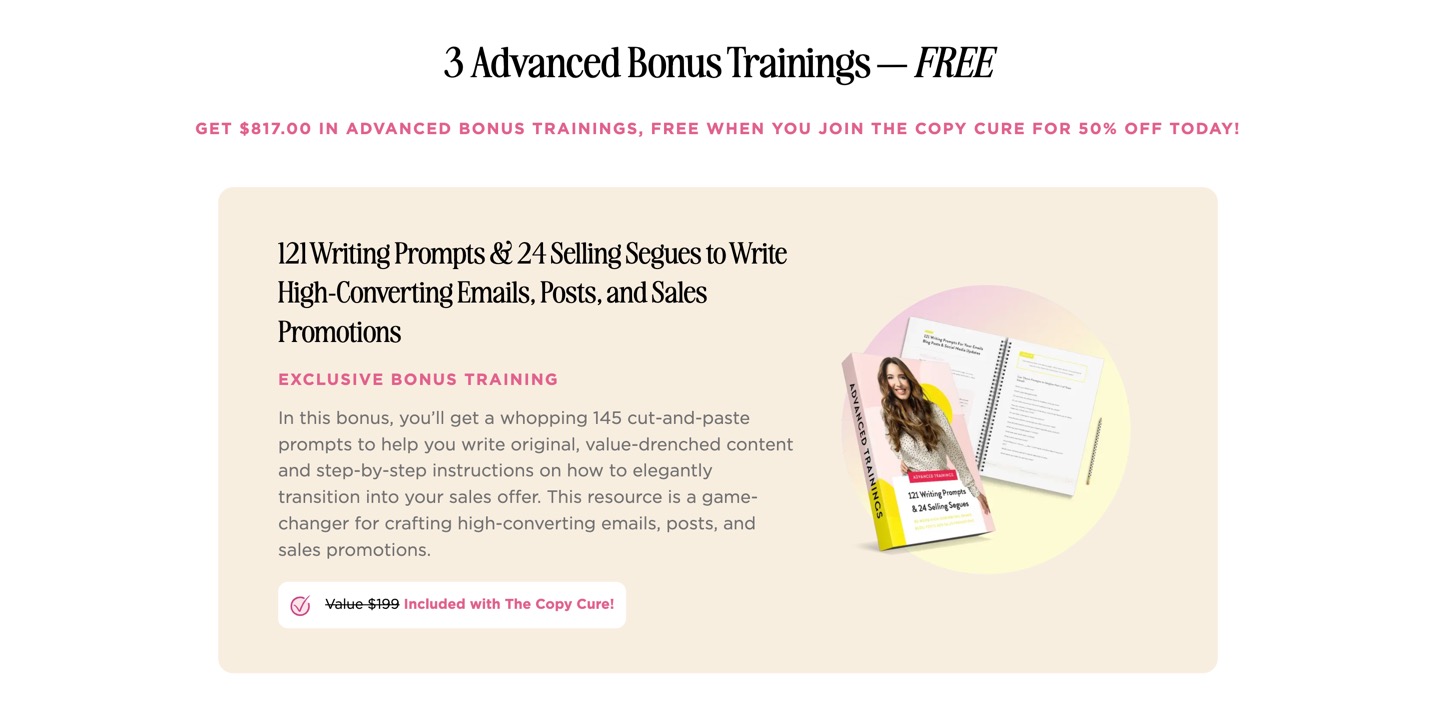 3 Advanced Bonus Trainings — FREE
GET $817.00 IN ADVANCED BONUS TRAININGS, FREE WHEN YOU JOIN THE COPY CURE FOR 50% OFF TODAY!
121 Writing Prompts & 24 Selling Segues to Write
High-Converting Emails, Posts, and Sales
Promotions
EXCLUSIVE BONUS TRAINING
In this bonus, you’ll get a whopping 145 cut-and-paste
prompts to help you write original, value-drenched content
and step-by-step instructions on how to elegantly
transition into your sales offer. This resource is a game-
changer for crafting high-converting emails, posts, and
sales promotions.
Value $199 Included with The Copy Cure!
121 Writing Prompts For Your Emails
Blog Posts & Social Media Updates
ADVANCED TRAININGS
ADVANCED TRAININGS
121 Writing Prompts
& 24 Selling Segues